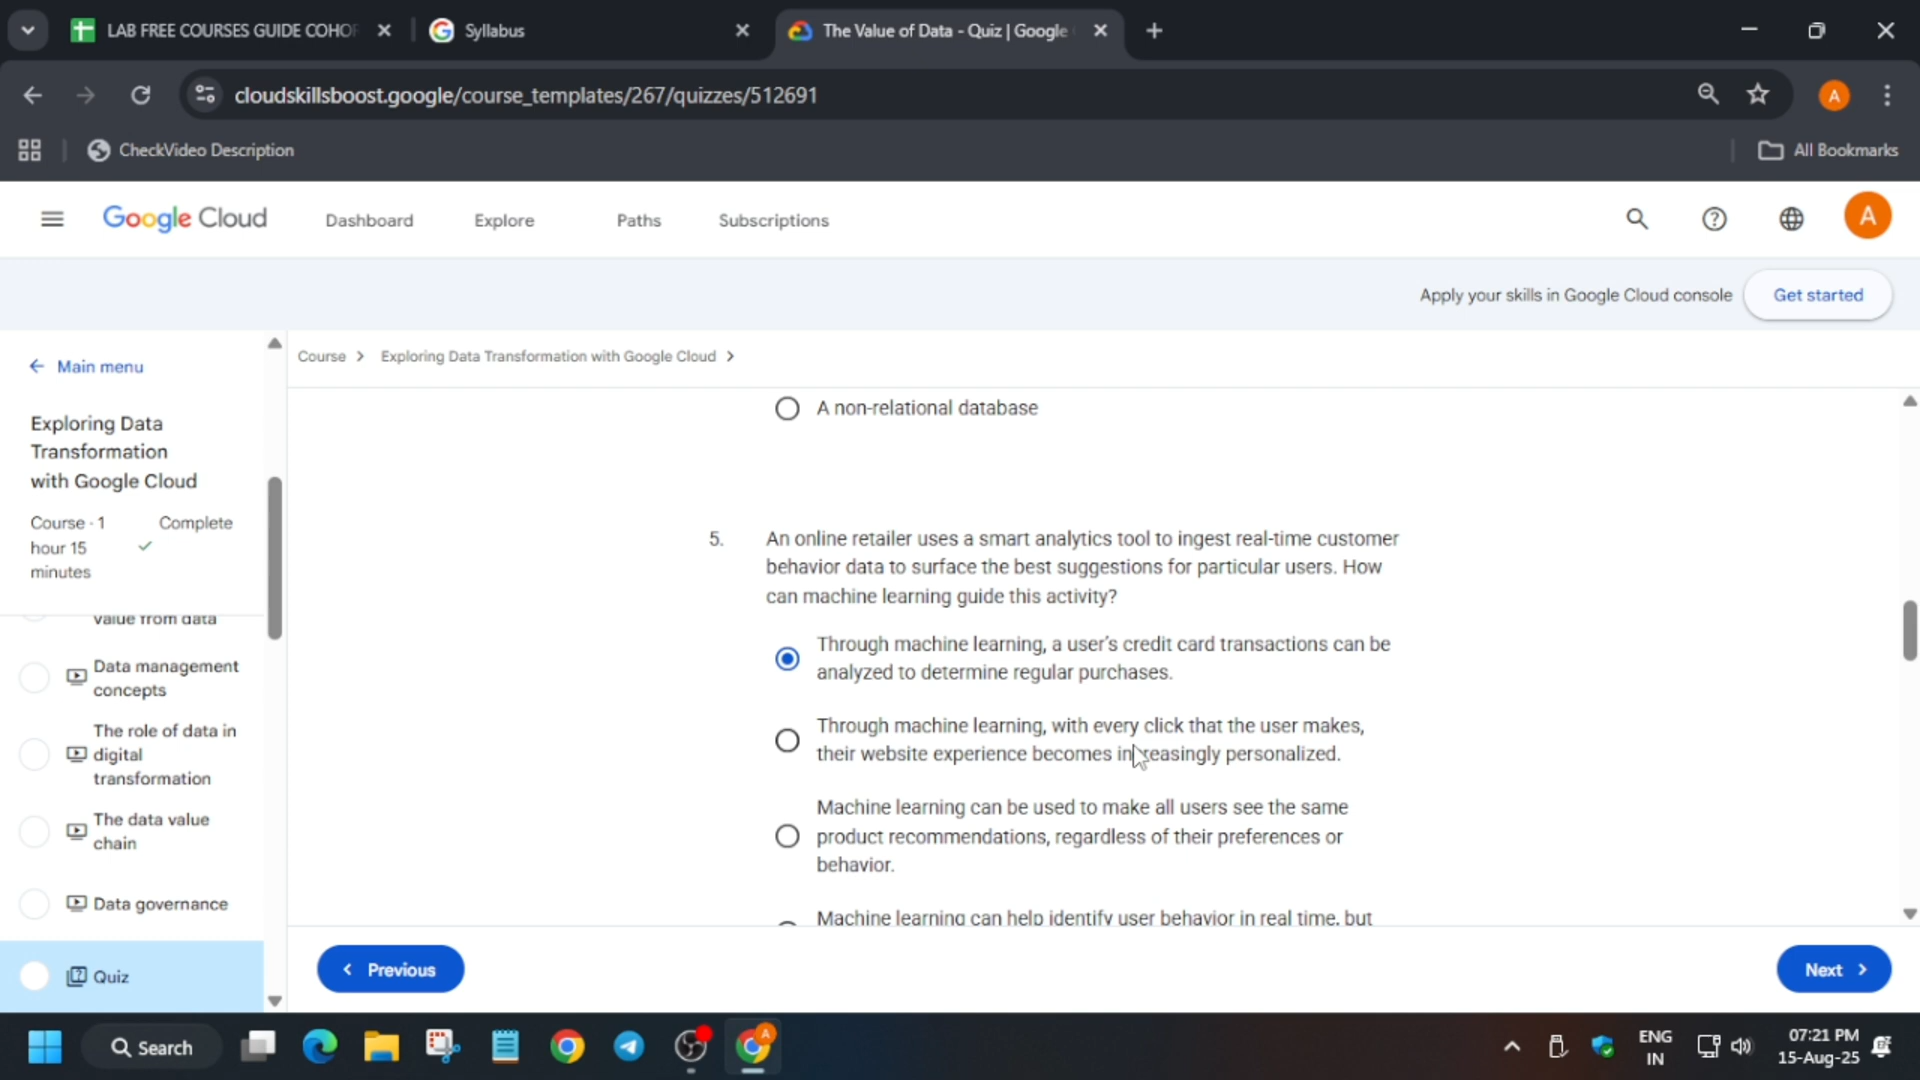 LAB FREE COURSES GUIDE COHOR
Syllabus
The Value of Data - Quiz | Google
cloudskillsboost.google/course_templates/267/quizzes/512691
A
CheckVideo Description
All Bookmarks
Google Cloud
Dashboard
Explore
Paths
Subscriptions
A
Apply your skills in Google Cloud console
Get started
Main menu
Course
Exploring Data Transformation with Google Cloud
Exploring Data
Transformation
with Google Cloud
Course · 1
hour 15
minutes
Complete
value from data
Data management
concepts
The role of data in
digital
transformation
The data value
chain
Data governance
Quiz
A non-relational database
5. An online retailer uses a smart analytics tool to ingest real-time customer
behavior data to surface the best suggestions for particular users. How
can machine learning guide this activity?
Through machine learning, a user's credit card transactions can be
analyzed to determine regular purchases.
Through machine learning, with every click that the user makes,
their website experience becomes increasingly personalized.
Machine learning can be used to make all users see the same
product recommendations, regardless of their preferences or
behavior.
Machine learning can help identify user behavior in real time, but
Previous
Next
Search
A
ENG
IN
07:21 PM
15-Aug-25